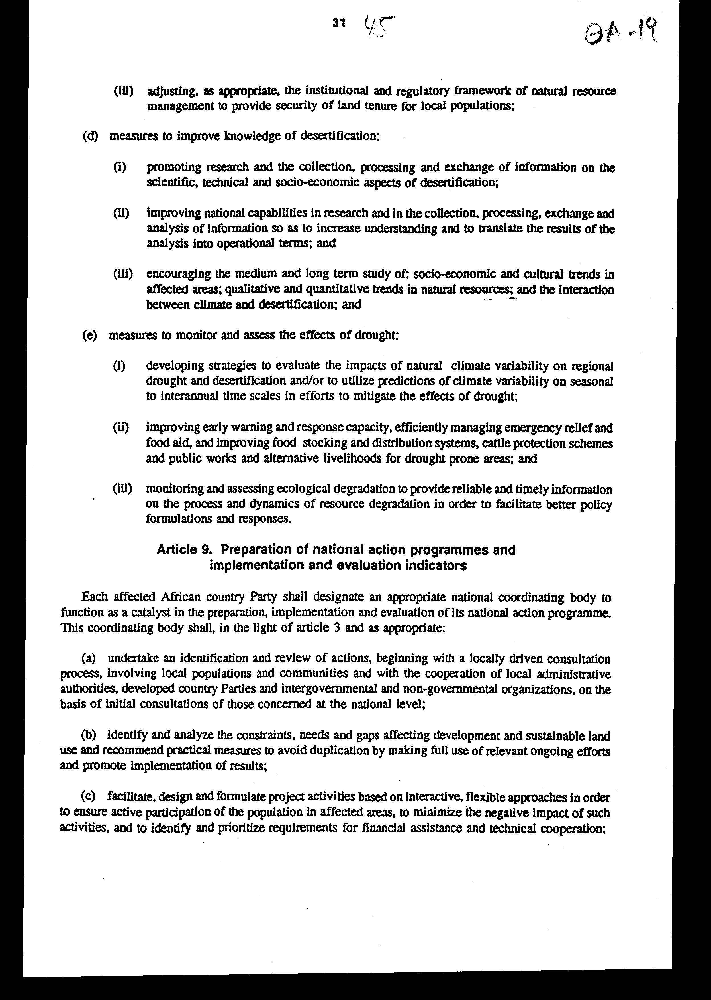 31 45
(iii) adjusting, as appropriate, the institutional and regulatory framework of natural resource
management to provide security of land tenure for local populations;
(d) measures to improve knowledge of desertification:
(i) promoting research and the collection, processing and exchange of information on the
scientific, technical and socio-economic aspects of desertification;
(ii) improving national capabilities in research and in the collection, processing, exchange and
analysis of information so as to increase understanding and to translate the results of the
analysis into operational terms; and
(iii) encouraging the medium and long term study of: socio-economic and cultural trends in
affected areas; qualitative and quantitative trends in natural resources; and the interaction
between climate and desertification; and
(e) measures to monitor and assess the effects of drought:
(i) developing strategies to evaluate the impacts of natural climate variability on regional
drought and desertification and/or to utilize predictions of climate variability on seasonal
to interannual time scales in efforts to mitigate the effects of drought;
(ii) improving early warning and response capacity, efficiently managing emergency relief and
food aid, and improving food stocking and distribution systems, cattle protection schemes
and public works and alternative livelihoods for drought prone areas; and
(iii) monitoring and assessing ecological degradation to provide reliable and timely information
on the process and dynamics of resource degradation in order to facilitate better policy
formulations and responses.
Article 9. Preparation of national action programmes and
implementation and evaluation indicators
Each affected African country Party shall designate an appropriate national coordinating body to
function as a catalyst in the preparation, implementation and evaluation of its national action programme.
This coordinating body shall, in the light of article 3 and as appropriate:
(a) undertake an identification and review of actions, beginning with a locally driven consultation
process, involving local populations and communities and with the cooperation of local administrative
authorities, developed country Parties and intergovernmental and non-governmental organizations, on the
basis of initial consultations of those concerned at the national level;
(b) identify and analyze the constraints, needs and gaps affecting development and sustainable land
use and recommend practical measures to avoid duplication by making full use of relevant ongoing efforts
and promote implementation of results;
(c) facilitate, design and formulate project activities based on interactive, flexible approaches in order
to ensure active participation of the population in affected areas, to minimize the negative impact of such
activities, and to identify and prioritize requirements for financial assistance and technical cooperation;